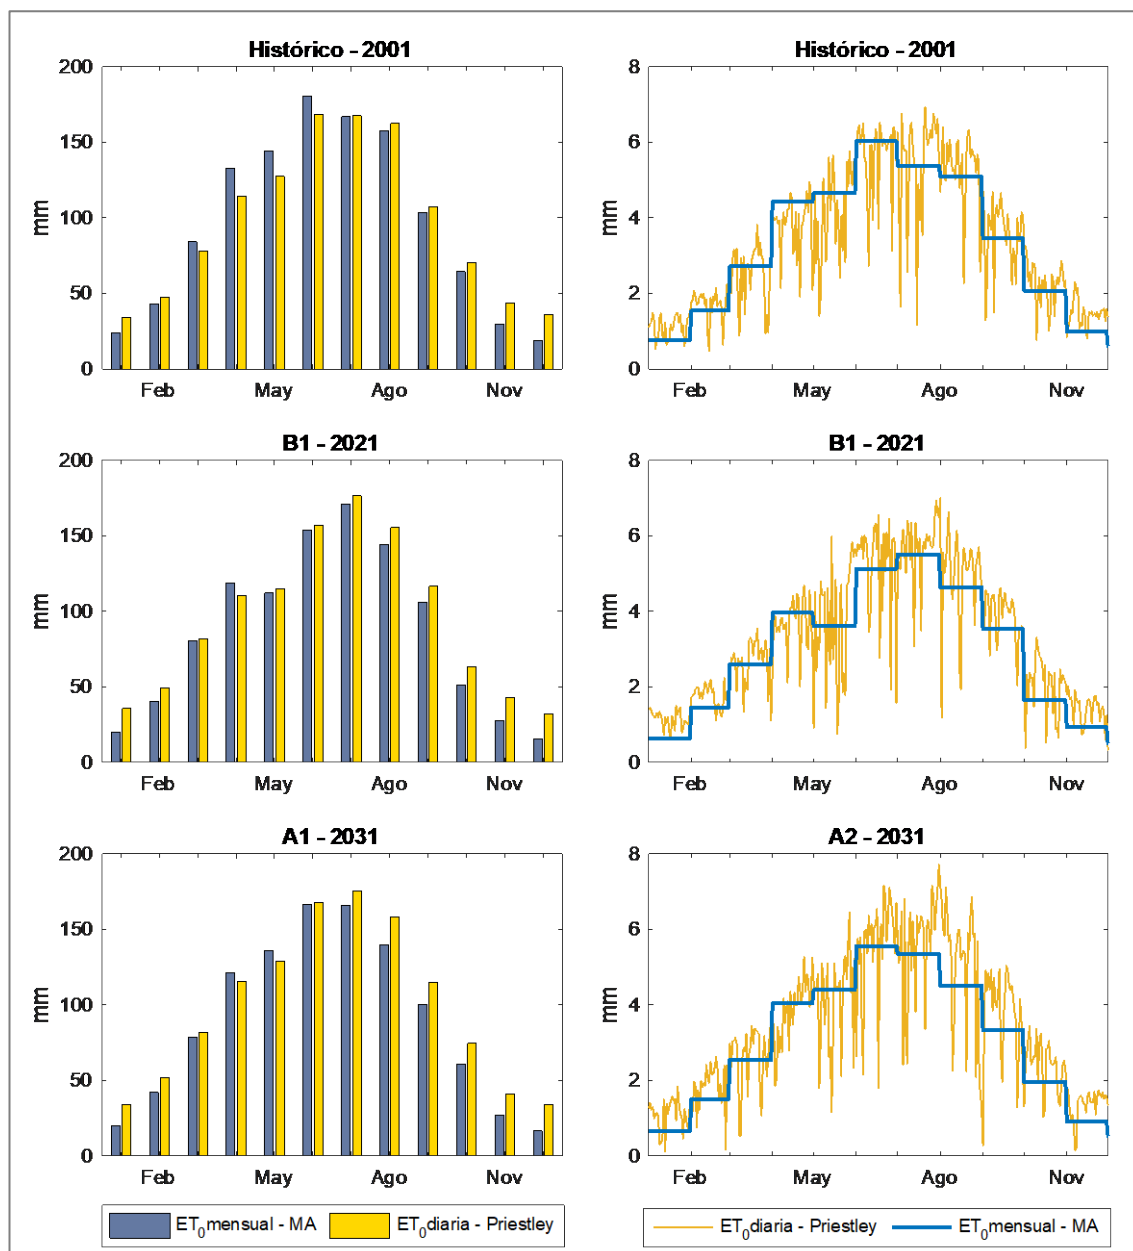 Histórico - 2001
Histórico - 2001
200
150
100
50
0
mm
Feb
May
Ago
Nov
8
6
4
2
0
mm
Feb
May
Ago
Nov
B1 - 2021
B1 - 2021
200
150
100
50
0
mm
Feb
May
Ago
Nov
8
6
4
2
0
mm
Feb
May
Ago
Nov
A1 - 2031
A2 - 2031
200
150
100
50
0
mm
Feb
May
Ago
Nov
8
6
4
2
0
mm
Feb
May
Ago
Nov
ET₀mensual - MA
ET₀diaria - Priestley
ET₀diaria - Priestley
ET₀mensual - MA